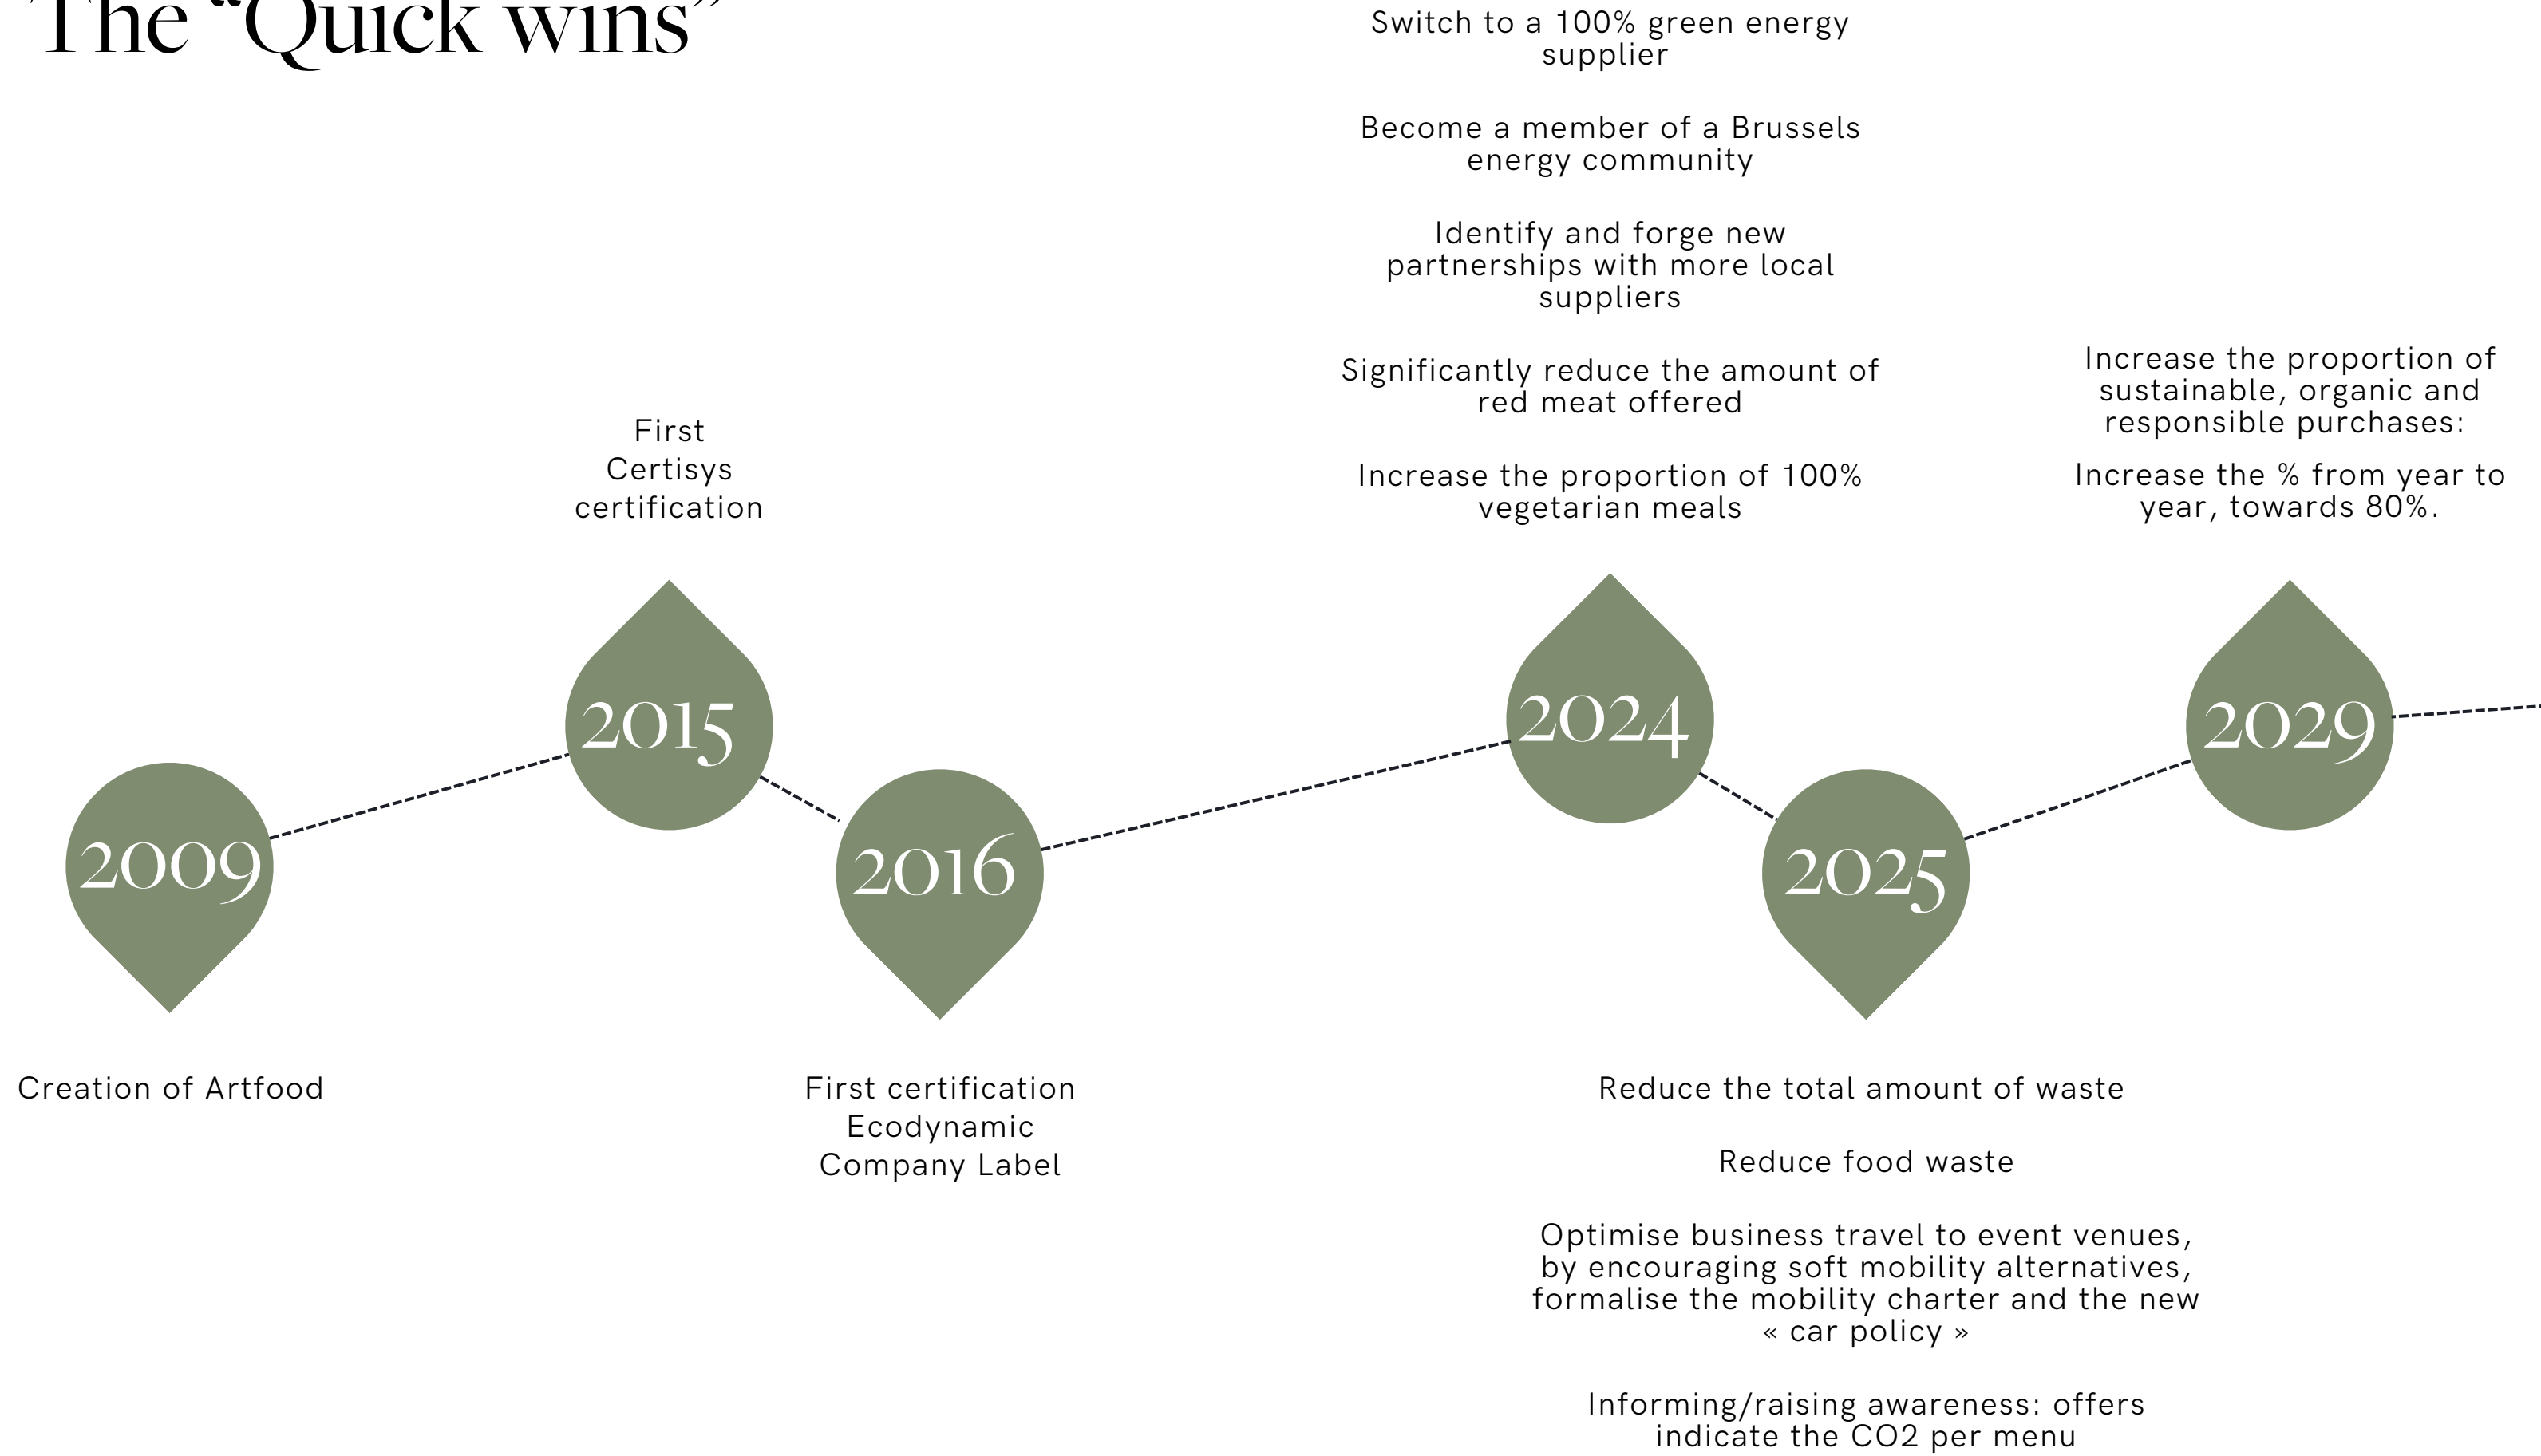 The “Quick wins”
Switch to a 100% green energy
supplier
Become a member of a Brussels
energy community
Identify and forge new
partnerships with more local
suppliers
Significantly reduce the amount of
red meat offered
Increase the proportion of 100%
vegetarian meals
Increase the proportion of
sustainable, organic and
responsible purchases:
Increase the % from year to
year, towards 80%.
First
Certisys
certification
2015
2024
2029
2009
2016
2025
Creation of Artfood
First certification
Ecodynamic
Company Label
Reduce the total amount of waste
Reduce food waste
Optimise business travel to event venues,
by encouraging soft mobility alternatives,
formalise the mobility charter and the new
« car policy »
Informing/raising awareness: offers
indicate the CO2 per menu